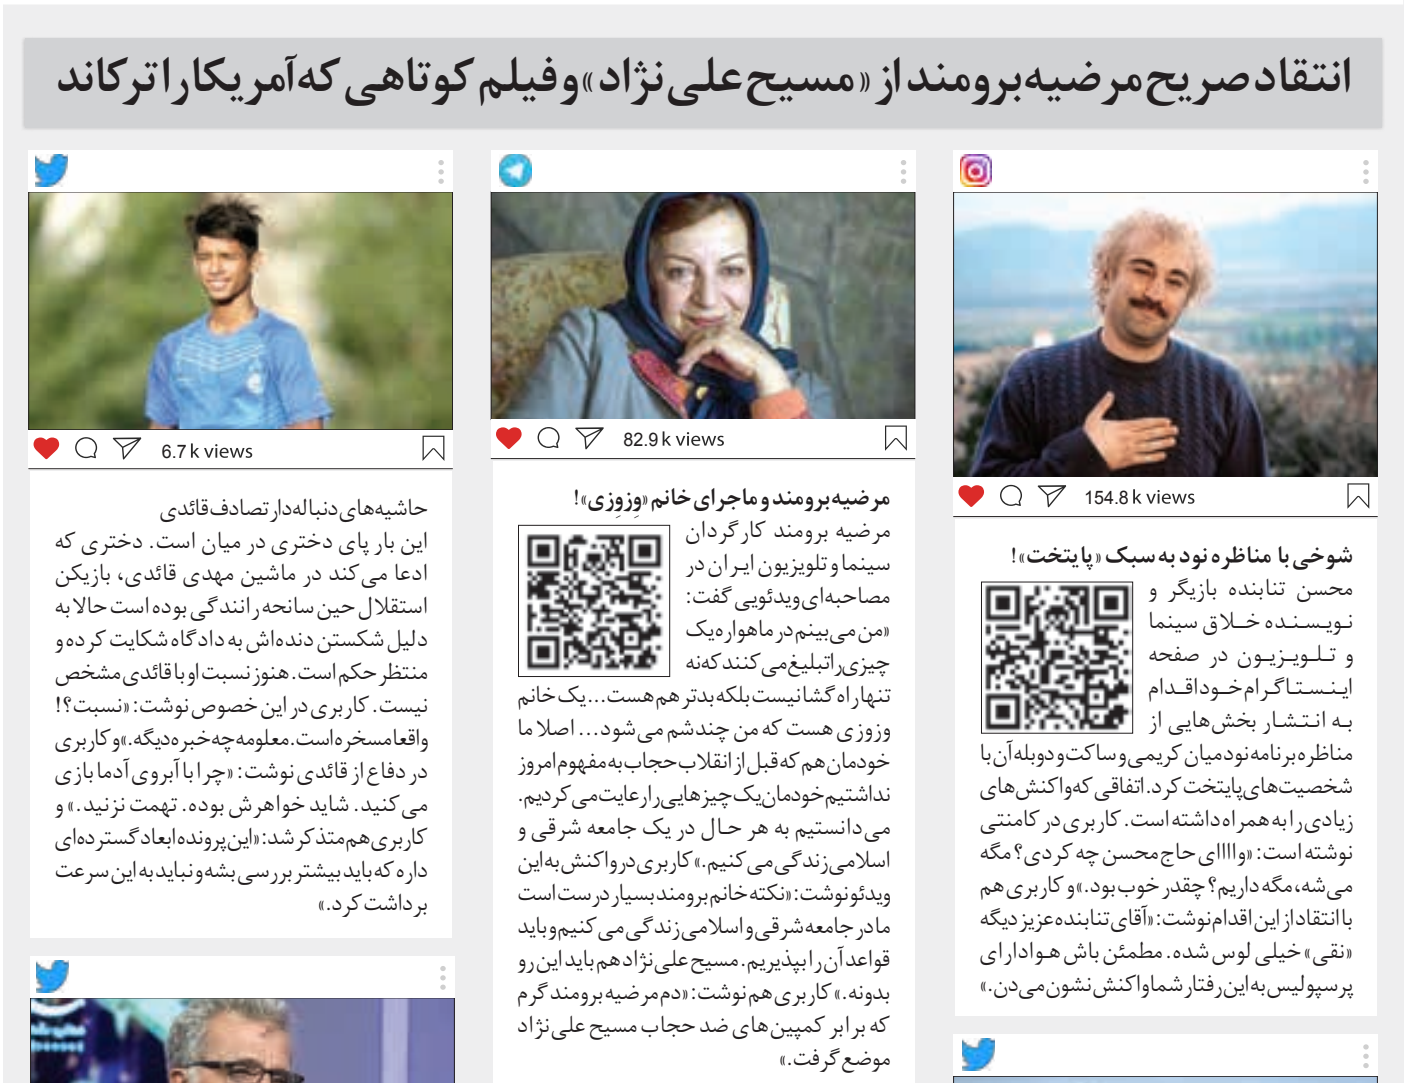 انتقاد صریح مرضیه برومند از «مسیح علی نژاد» و فیلم کوتاهی که آمریکا را ترکاند
154.8 k views
شوخی با مناظره نود به سبک «پایتخت»!
محسن تنابنده بازیگر و
نویسنده خلاق سینما
و تلویزیون در صفحه
اینستاگرام خود اقدام
به انتشار بخش‌هایی از
مناظره برنامه نود میان کریمی و ساکت و دوبله آن با
شخصیت‌های پایتخت کرد. اتفاقی که واکنش‌های
زیادی را به همراه داشته است. کاربری در کامنتی
نوشته است: «واااای حاج محسن چه کردی؟ مگه
می‌شه، مگه داریم؟ چقدر خوب بود.» و کاربری هم
با انتقاد از این اقدام نوشت: «آقای تنابنده عزیز دیگه
«نقی» خیلی لوس شده. مطمئن باش هوادارای
پرسپولیس به این رفتار شما واکنش نشون می‌دن.»
82.9 k views
مرضیه برومند و ماجرای خانم «وِزوِزی»!
مرضیه برومند کارگردان
سینما و تلویزیون ایران در
مصاحبه‌ای ویدئویی گفت:
«من می‌بینم در ماهواره یک
چیزی را تبلیغ می‌کنند که نه
تنها راه گشا نیست بلکه بدتر هم هست... یک خانم
وزوزی هست که من چندشم می‌شود... اصلا ما
خودمان هم که قبل از انقلاب حجاب به مفهوم امروز
نداشتیم خودمان یک چیزهایی را رعایت می‌کردیم.
می‌دانستیم به هر حال در یک جامعه شرقی و
اسلامی زندگی می‌کنیم.» کاربری در واکنش به این
ویدئو نوشت: «نکته خانم برومند بسیار درست است
ما در جامعه شرقی و اسلامی زندگی می‌کنیم و باید
قواعد آن را بپذیریم. مسیح علی‌نژاد هم باید این رو
بدونه.» کاربری هم نوشت: «دم مرضیه برومند گرم
که برابر کمپین‌های ضد حجاب مسیح علی‌نژاد
موضع گرفت.»
6.7 k views
حاشیه‌های دنباله‌دار تصادف قائدی
این بار پای دختری در میان است. دختری که
ادعا می‌کند در ماشین مهدی قائدی، بازیکن
استقلال حین سانحه رانندگی بوده است حالا به
دلیل شکستن دنده‌اش به دادگاه شکایت کرده و
منتظر حکم است. هنوز نسبت او با قائدی مشخص
نیست. کاربری در این خصوص نوشت: «نسبت؟!
واقعا مسخره است. معلومه چه خبره دیگه.» و کاربری
در دفاع از قائدی نوشت: «چرا با آبروی آدما بازی
می‌کنید. شاید خواهرش بوده. تهمت نزنید.» و
کاربری هم متذکر شد: «این پرونده ابعاد گسترده‌ای
داره که باید بیشتر بررسی بشه و نباید به این سرعت
برداشت کرد.»